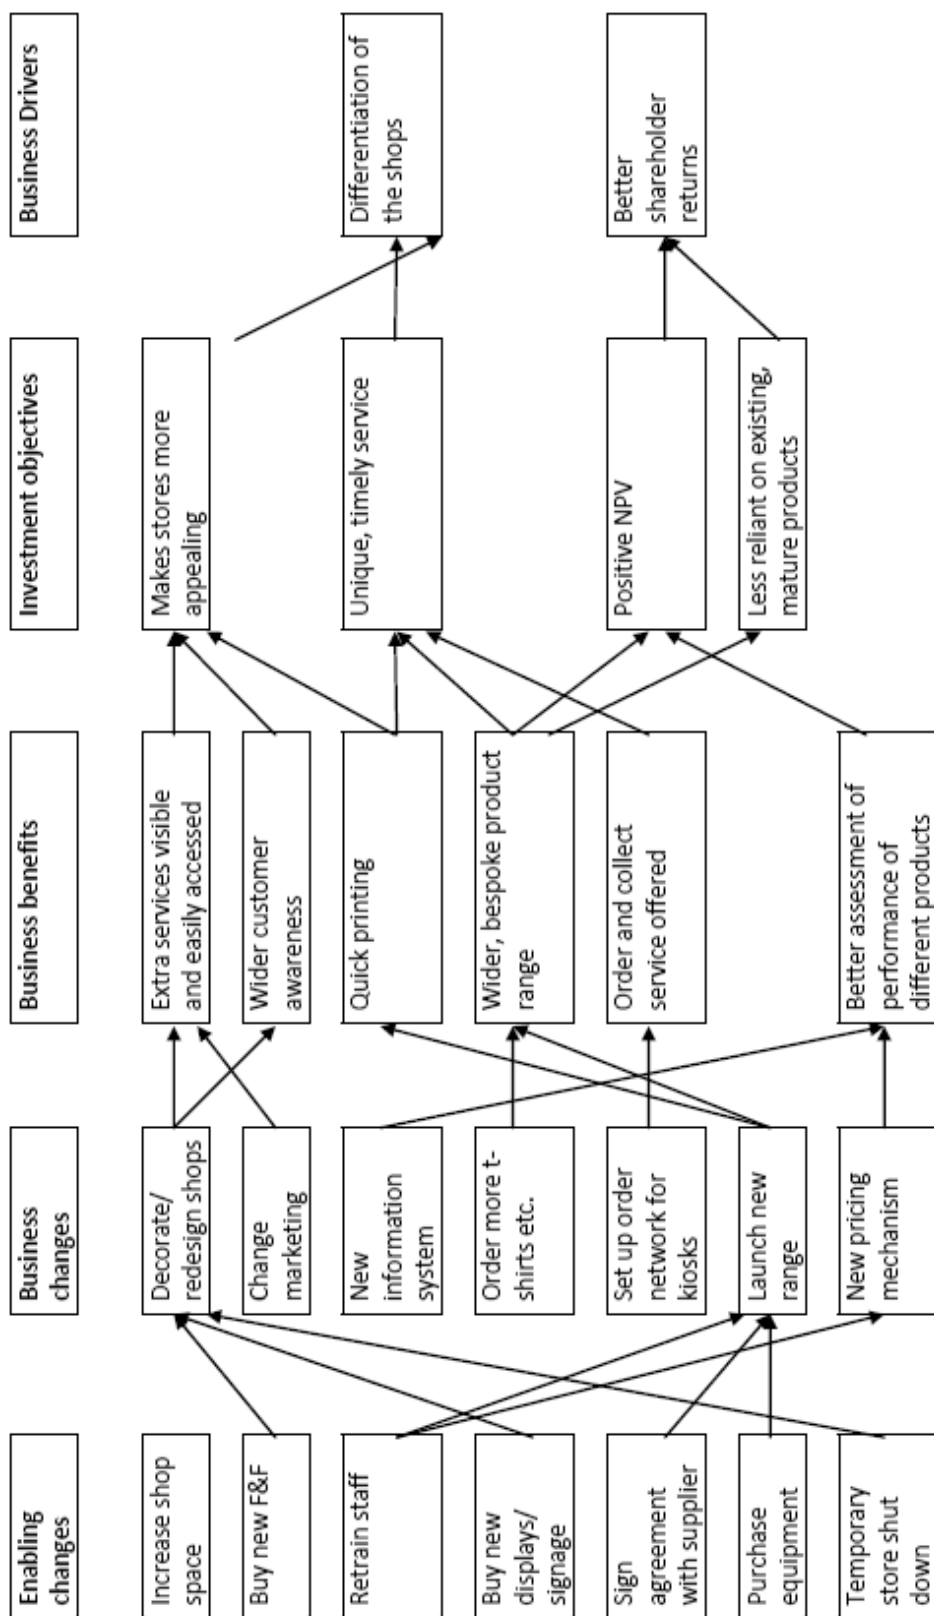 Enabling
changes
Business
changes
Business benefits
Investment objectives
Business Drivers
Increase shop
space
Decorate/
redesign shops
Extra services visible
and easily accessed
Makes stores more
appealing
Buy new F&F
Change
marketing
Wider customer
awareness
Retrain staff
New
information
system
Quick printing
Unique, timely service
Differentiation of
the shops
Buy new
displays/
signage
Order more t-
shirts etc.
Wider, bespoke product
range
Sign
agreement
with supplier
Set up order
network for
kiosks
Order and collect
service offered
Positive NPV
Better
shareholder
returns
Purchase
equipment
Launch new
range
Less reliant on existing,
mature products
Temporary
store shut
down
New pricing
mechanism
Better assessment of
performance of
different products